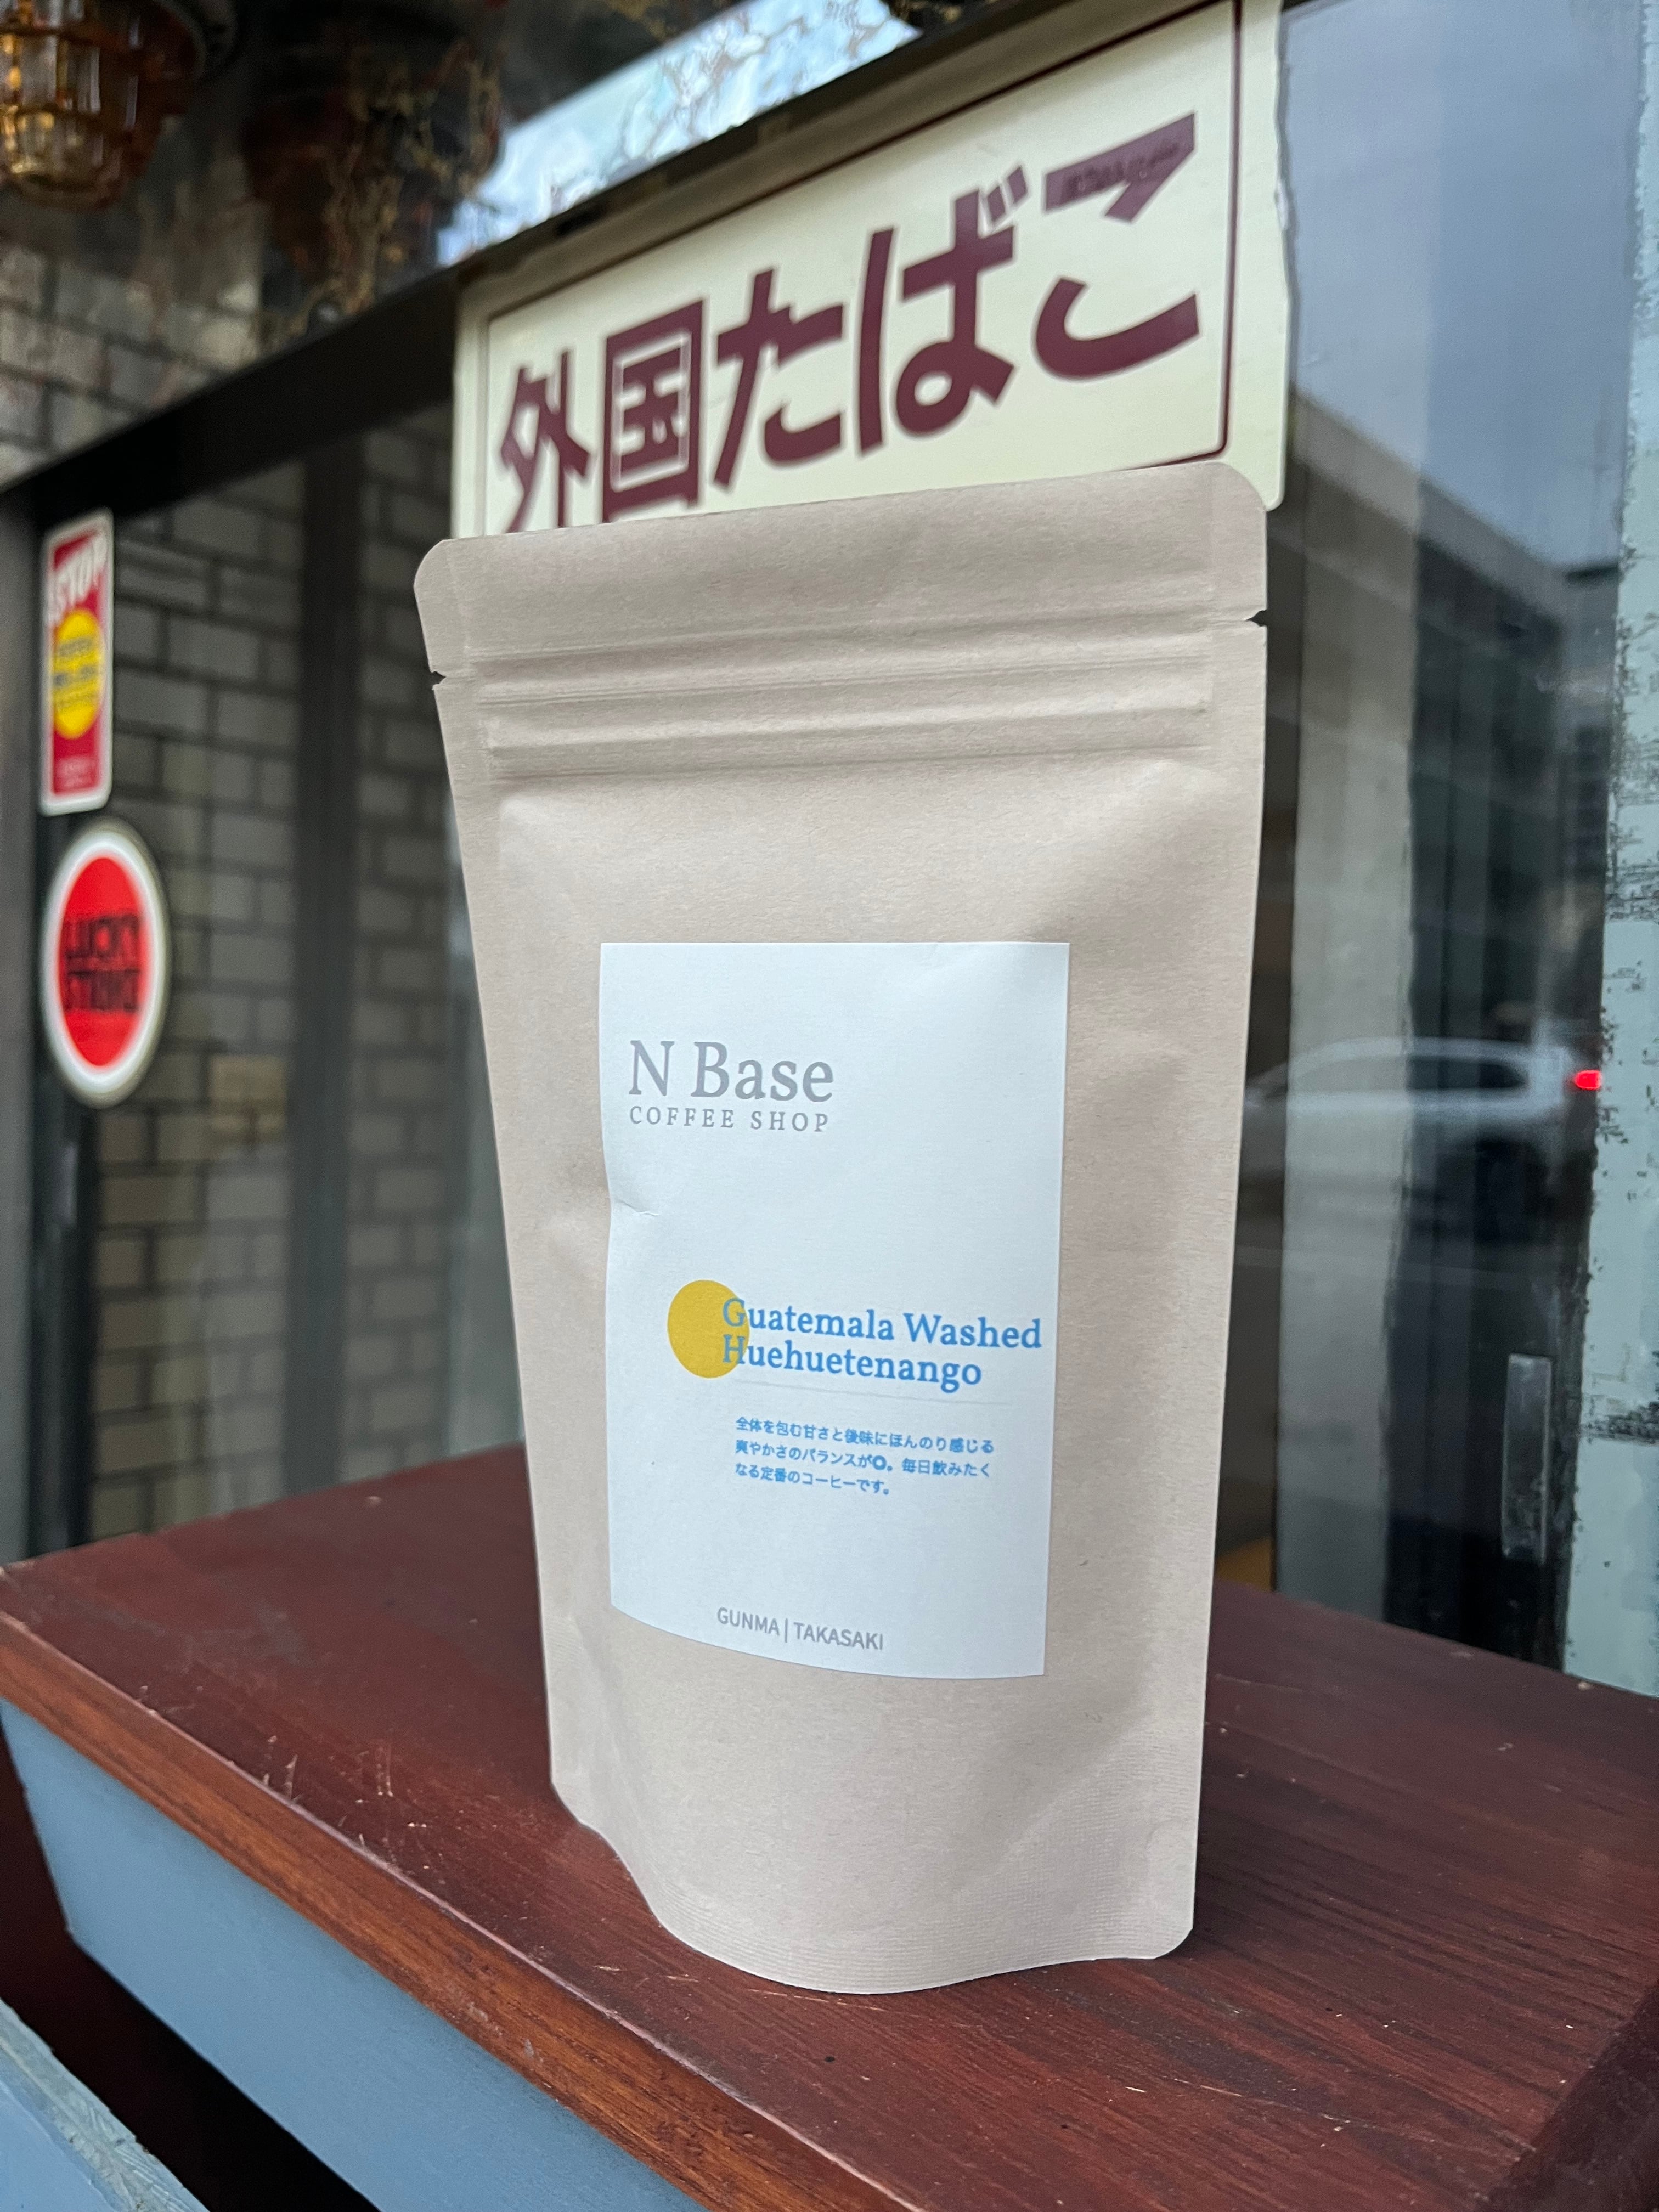 外国たばこ
STOP
LUCKY
STRIKE
N Base
COFFEE SHOP
Guatemala Washed
Huehuetenango
全体を包む甘さと後味にほんのり感じる
爽やかさのバランスが◎。毎日飲みたく
なる定番のコーヒーです。
GUNMA | TAKASAKI